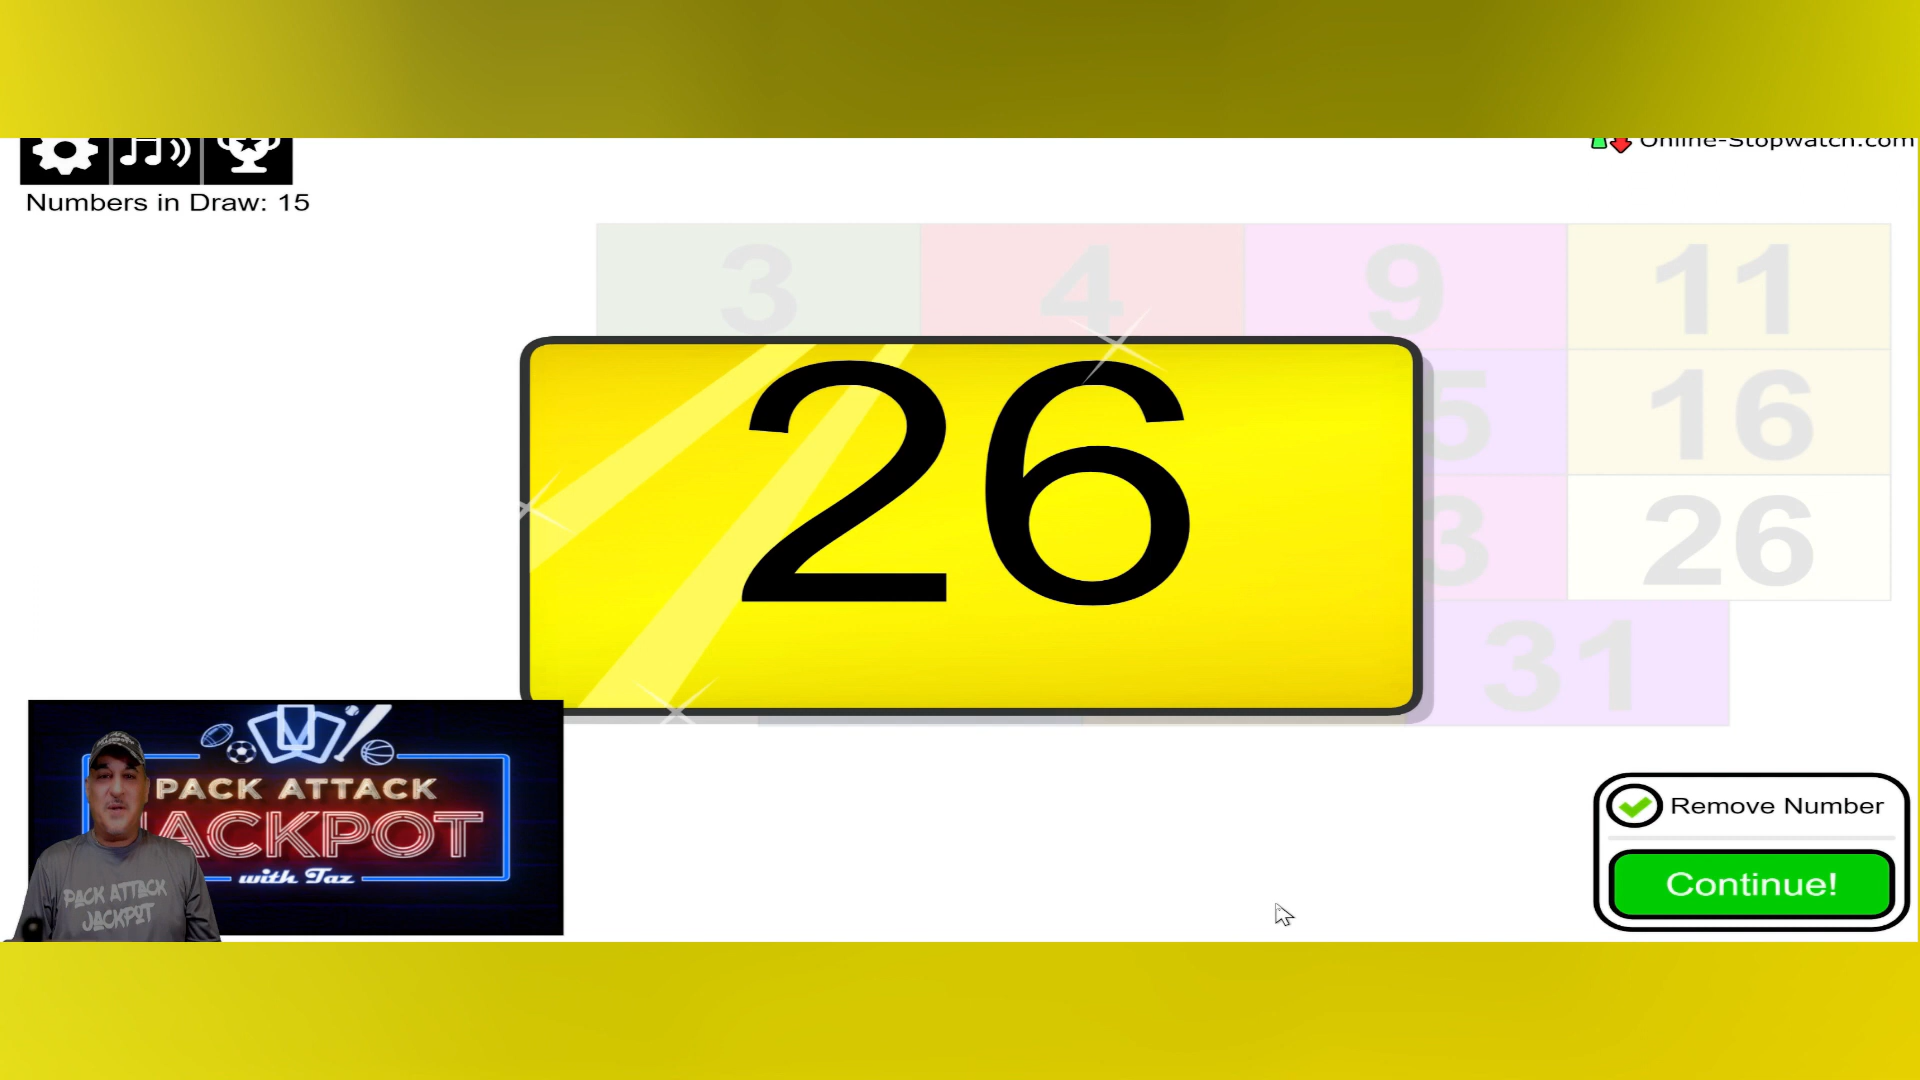 Online-Stopwatch.com
Numbers in Draw: 15
3 4 9 11
16
26
26
31
PACK ATTACK
JACKPOT
with Taz
PACK ATTACK
JACKPOT
Remove Number
Continue!